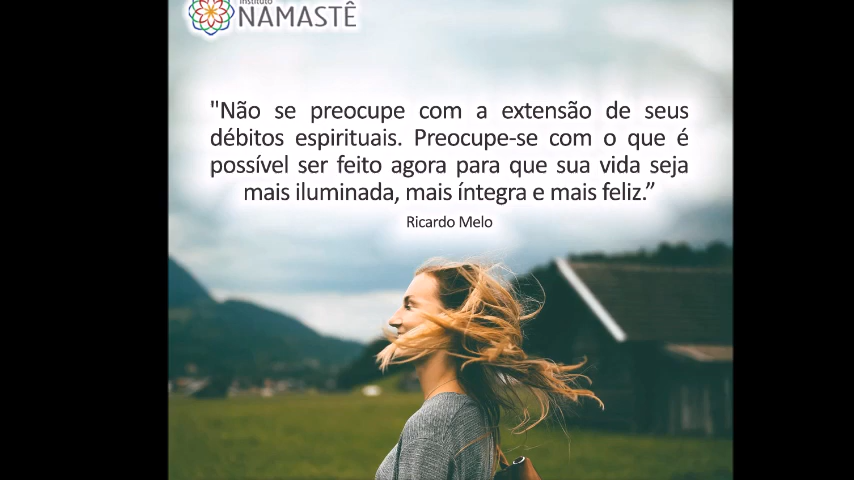 Instituto
NAMASTÊ
"Não se preocupe com a extensão de seus
débitos espirituais. Preocupe-se com o que é
possível ser feito agora para que sua vida seja
mais iluminada, mais íntegra e mais feliz.”
Ricardo Melo